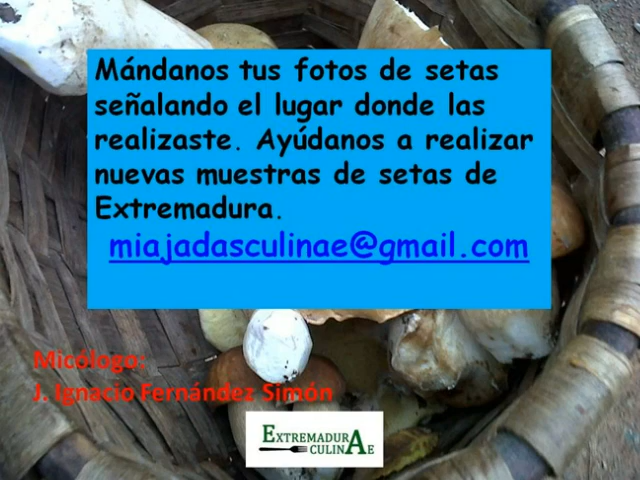 Mándanos tus fotos de setas
señalando el lugar donde las
realizaste. Ayúdanos a realizar
nuevas muestras de setas de
Extremadura.
miajadasculinae@gmail.com
Micólogo:
J. Ignacio Fernández Simón
EXTREMADURA
CULINAE